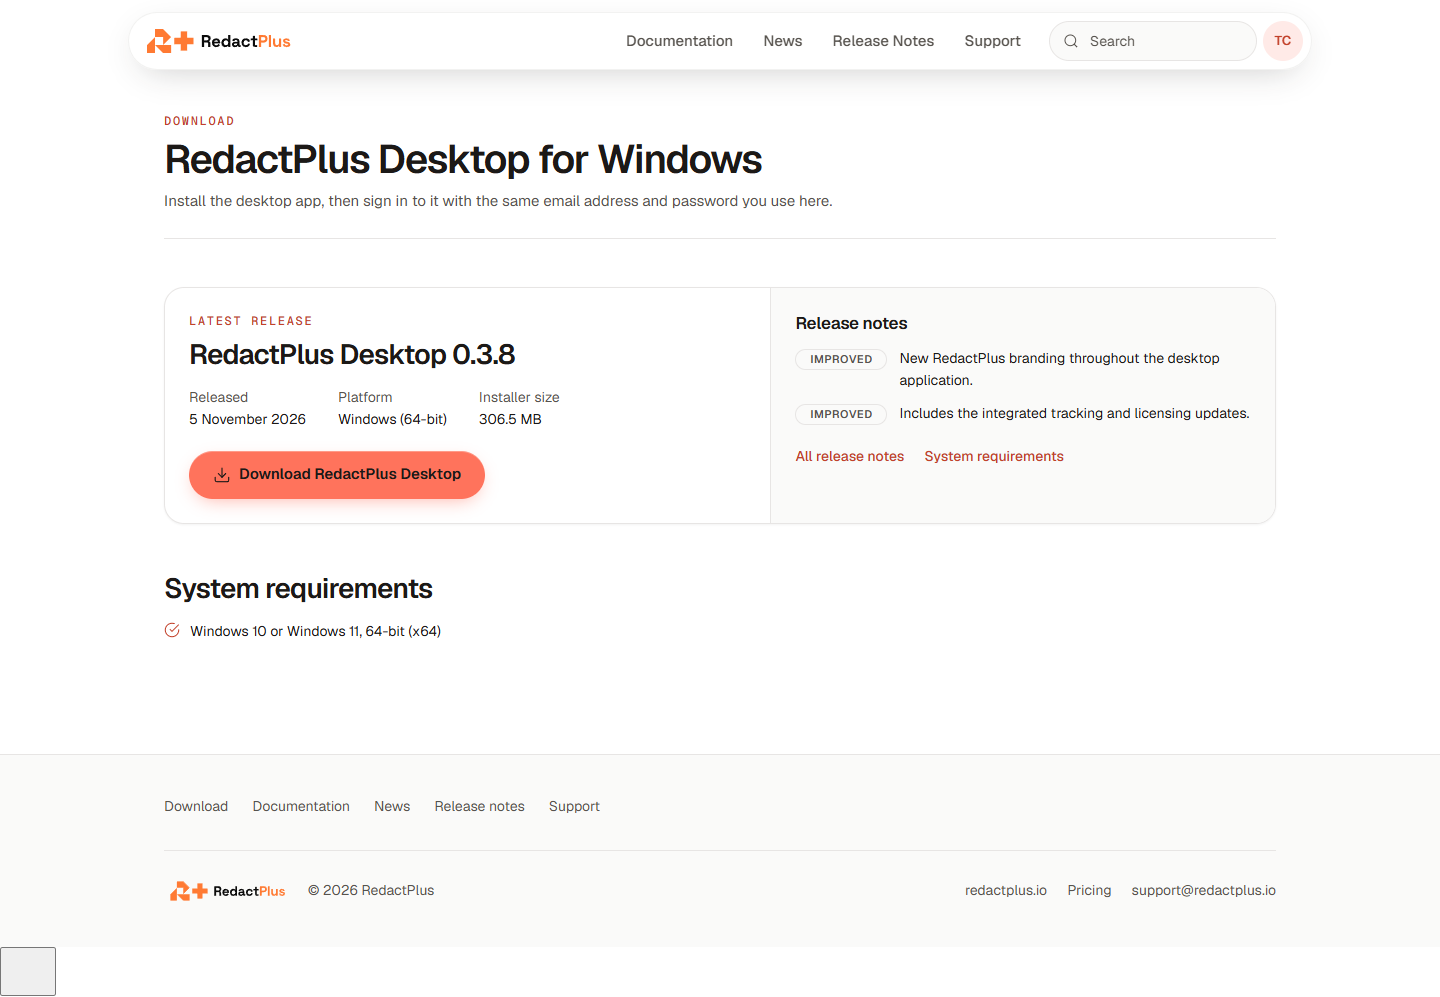 RedactPlus
Documentation
News
Release Notes
Support
Search
TC
DOWNLOAD
RedactPlus Desktop for Windows
Install the desktop app, then sign in to it with the same email address and password you use here.
LATEST RELEASE
RedactPlus Desktop 0.3.8
Released
5 November 2026
Platform
Windows (64-bit)
Installer size
306.5 MB
Download RedactPlus Desktop
Release notes
IMPROVED
New RedactPlus branding throughout the desktop
application.
IMPROVED
Includes the integrated tracking and licensing updates.
All release notes
System requirements
System requirements
Windows 10 or Windows 11, 64-bit (x64)
Download
Documentation
News
Release notes
Support
RedactPlus
© 2026 RedactPlus
redactplus.io
Pricing
support@redactplus.io